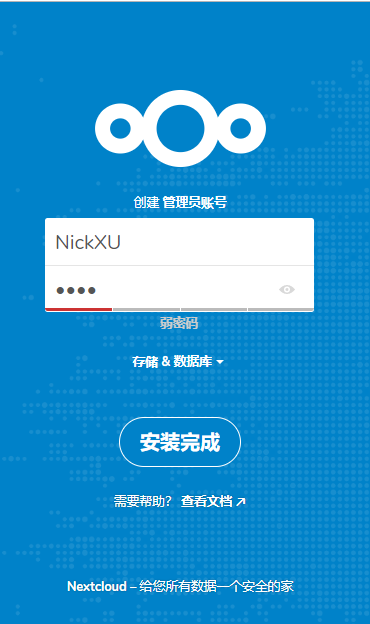 创建 管理员账号
NickXU
●●●●
弱密码
存储 & 数据库
安装完成
需要帮助? 查看文档 ↗
Nextcloud – 给您所有数据一个安全的家